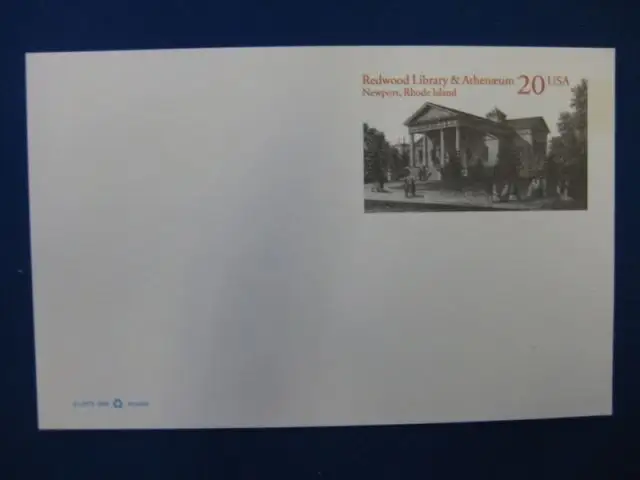 Redwood Library & Athenæum 20 USA
Newport, Rhode Island